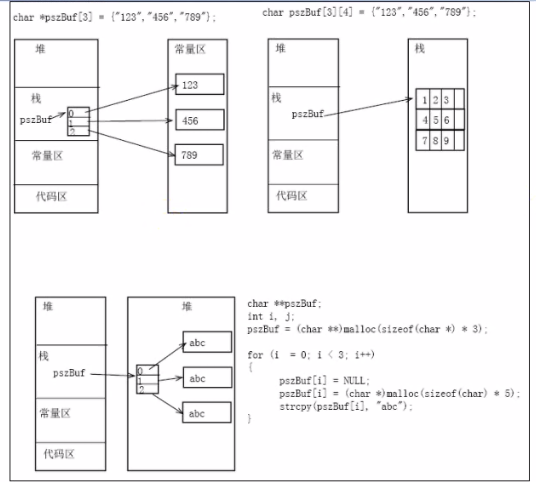 char *pszBuf[3] = {"123","456","789"};
char pszBuf[3][4] = {"123","456","789"};
堆
栈
pszBuf
0
1
2
常量区
代码区
常量区
123
456
789
堆
栈
pszBuf
常量区
代码区
栈
1 2 3
4 5 6
7 8 9
堆
栈
pszBuf
常量区
代码区
堆
0
1
2
abc
abc
abc
char **pszBuf;
int i, j;
pszBuf = (char **)malloc(sizeof(char *) * 3);
for (i = 0; i < 3; i++)
{
pszBuf[i] = NULL;
pszBuf[i] = (char *)malloc(sizeof(char) * 5);
strcpy(pszBuf[i], "abc");
}